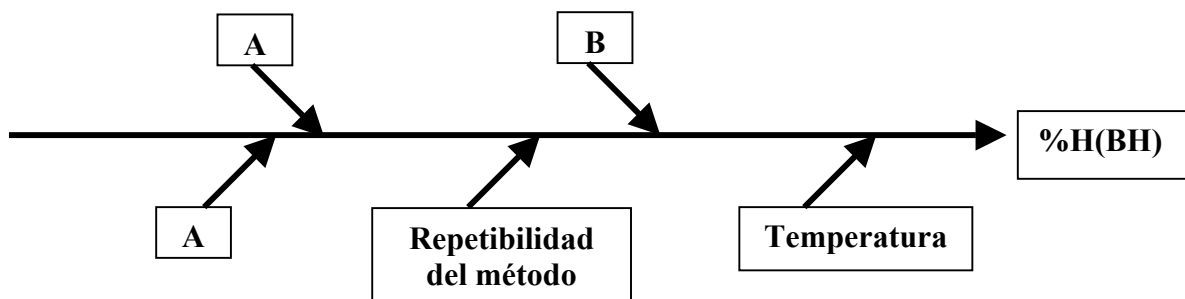 A
B
%H(BH)
A
Repetibilidad
del método
Temperatura